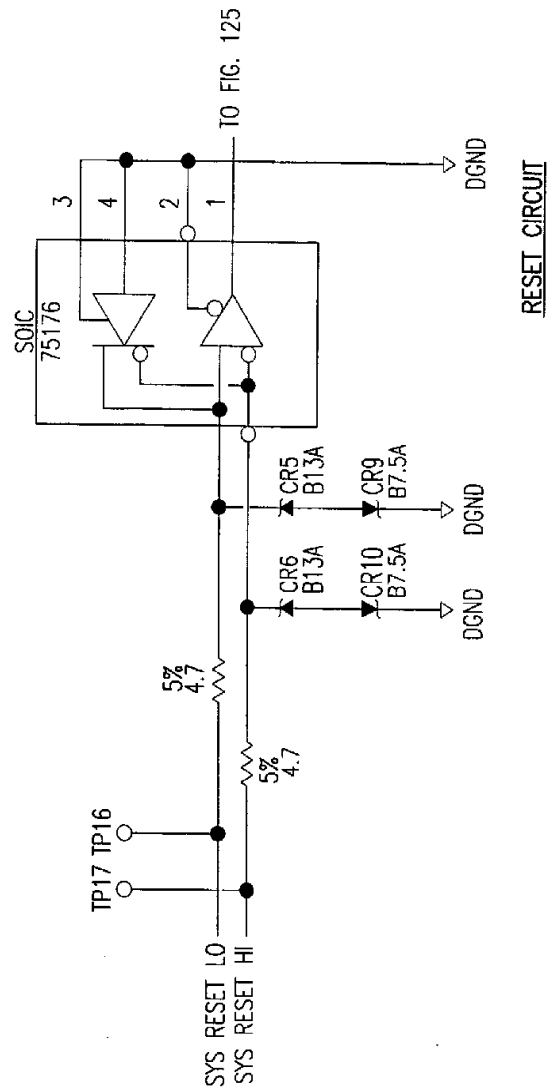 SOIC
75176
3
4
2
1
TO FIG. 125
DGND
TP17 TP16
5%
4.7
5%
4.7
SYS RESET LO
SYS RESET HI
CR6
B13A
CR5
B13A
CR10
B7.5A
CR9
B7.5A
DGND
DGND
RESET CIRCUIT